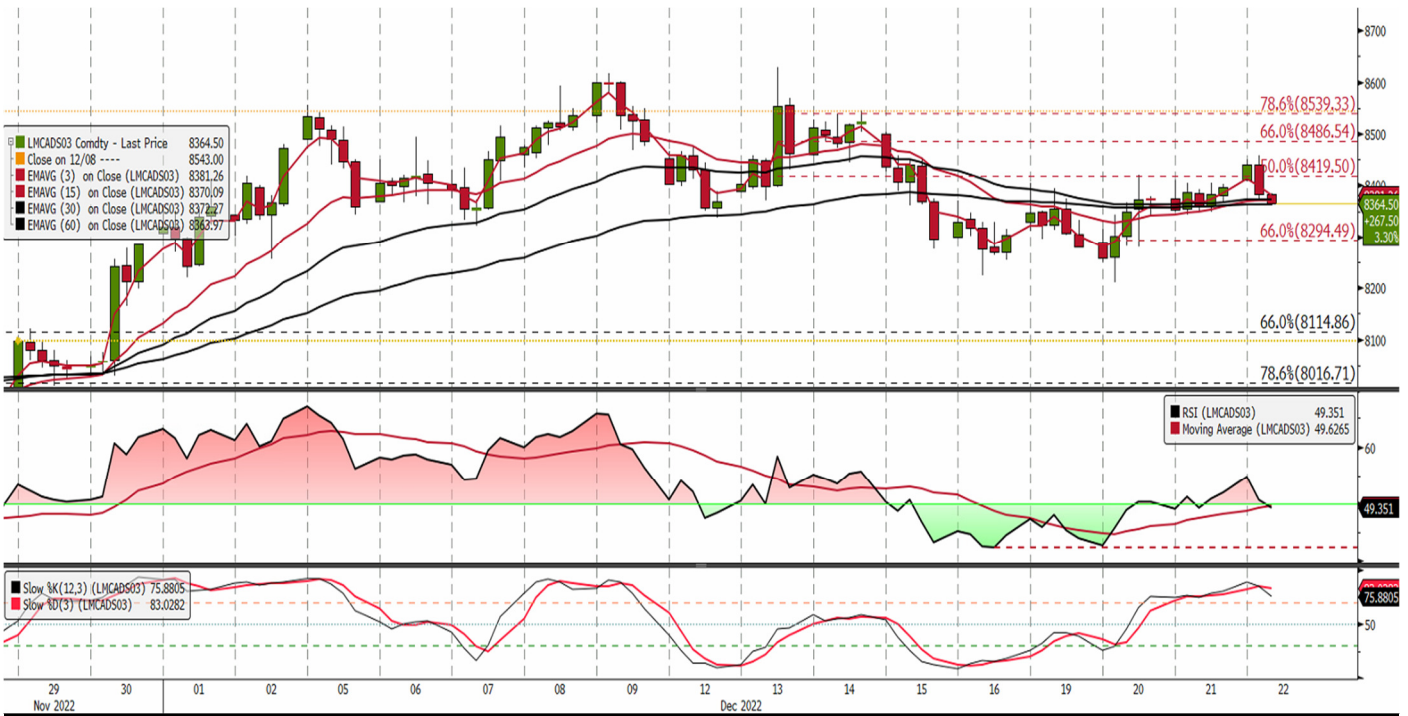 8700
8600
78.6%(8539.33)
8500
66.0%(8486.54)
50.0%(8419.50)
8400
8364.50
+267.50
3.30%
66.0%(8294.49)
8200
66.0%(8114.86)
8100
78.6%(8016.71)
LMCADS03 Comdty - Last Price 8364.50
Close on 12/08 ---- 8543.00
EMAVG (3) on Close (LMCADS03) 8381.26
EMAVG (15) on Close (LMCADS03) 8370.09
EMAVG (30) on Close (LMCADS03) 8373.27
EMAVG (60) on Close (LMCADS03) 8363.97
RSI (LMCADS03) 49.351
Moving Average (LMCADS03) 49.6265
60
49.351
Slow %K(12,3) (LMCADS03) 75.8805
Slow %D(3) (LMCADS03) 83.0282
75.8805
50
29 30 01 02 05 06 07 08 09 12 13 14 15 16 19 20 21 22
Nov 2022 Dec 2022